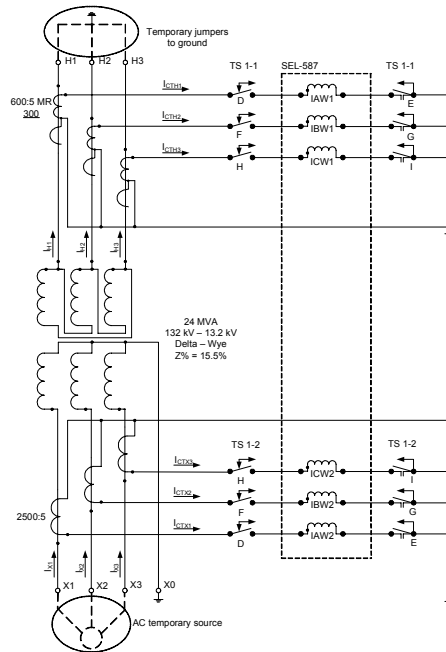 Temporary jumpers
to ground
H1 H2 H3
TS 1-1 SEL-587 TS 1-1
600:5 MR
300
ICTH1
D IAW1 E
ICTH2
F IBW1 G
ICTH3
H ICW1 I
IH1 IH2 IH3
24 MVA
132 kV – 13.2 kV
Delta – Wye
Z% = 15.5%
TS 1-2 TS 1-2
ICTX3
H ICW2 I
ICTX2
F IBW2 G
2500:5
ICTX1
D IAW2 E
IX1 IX2 IX3
X1 X2 X3 X0
AC temporary source